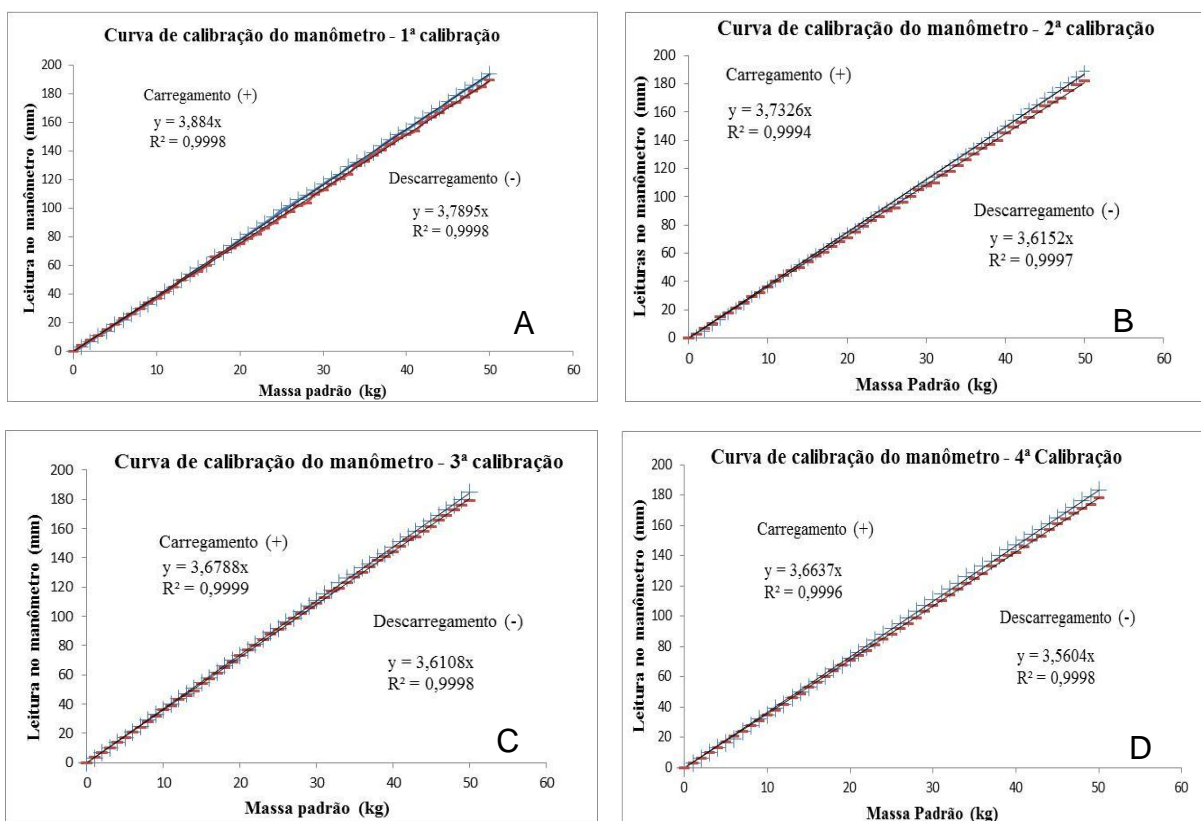 Curva de calibração do manômetro - 1ª calibração
Leitura no manômetro (mm)
200
180
160
140
120
100
80
60
40
20
0
Carregamento (+)
y = 3,884x
R² = 0,9998
Descarregamento (-)
y = 3,7895x
R² = 0,9998
A
0 10 20 30 40 50 60
Massa padrão (kg)
Curva de calibração do manômetro - 2ª calibração
Leituras no manômetro (mm)
200
180
160
140
120
100
80
60
40
20
0
Carregamento (+)
y = 3,7326x
R² = 0,9994
Descarregamento (-)
y = 3,6152x
R² = 0,9997
B
0 10 20 30 40 50 60
Massa Padrão (kg)
Curva de calibração do manômetro - 3ª calibração
Leitura no manômetro (mm)
200
180
160
140
120
100
80
60
40
20
0
Carregamento (+)
y = 3,6788x
R² = 0,9999
Descarregamento (-)
y = 3,6108x
R² = 0,9998
C
0 10 20 30 40 50 60
Massa padrão (kg)
Curva de calibração do manômetro - 4ª Calibração
Leitura no manômetro (mm)
200
180
160
140
120
100
80
60
40
20
0
Carregamento (+)
y = 3,6637x
R² = 0,9996
Descarregamento (-)
y = 3,5604x
R² = 0,9998
D
0 10 20 30 40 50 60
Massa Padrão (kg)